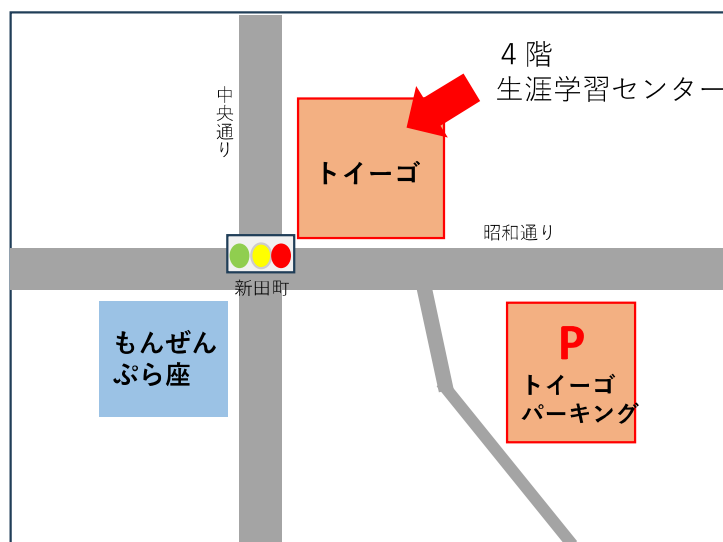 ４階
生涯学習センター
中央通り
トイーゴ
昭和通り
新田町
もんぜん
ぷら座
P
トイーゴ
パーキング